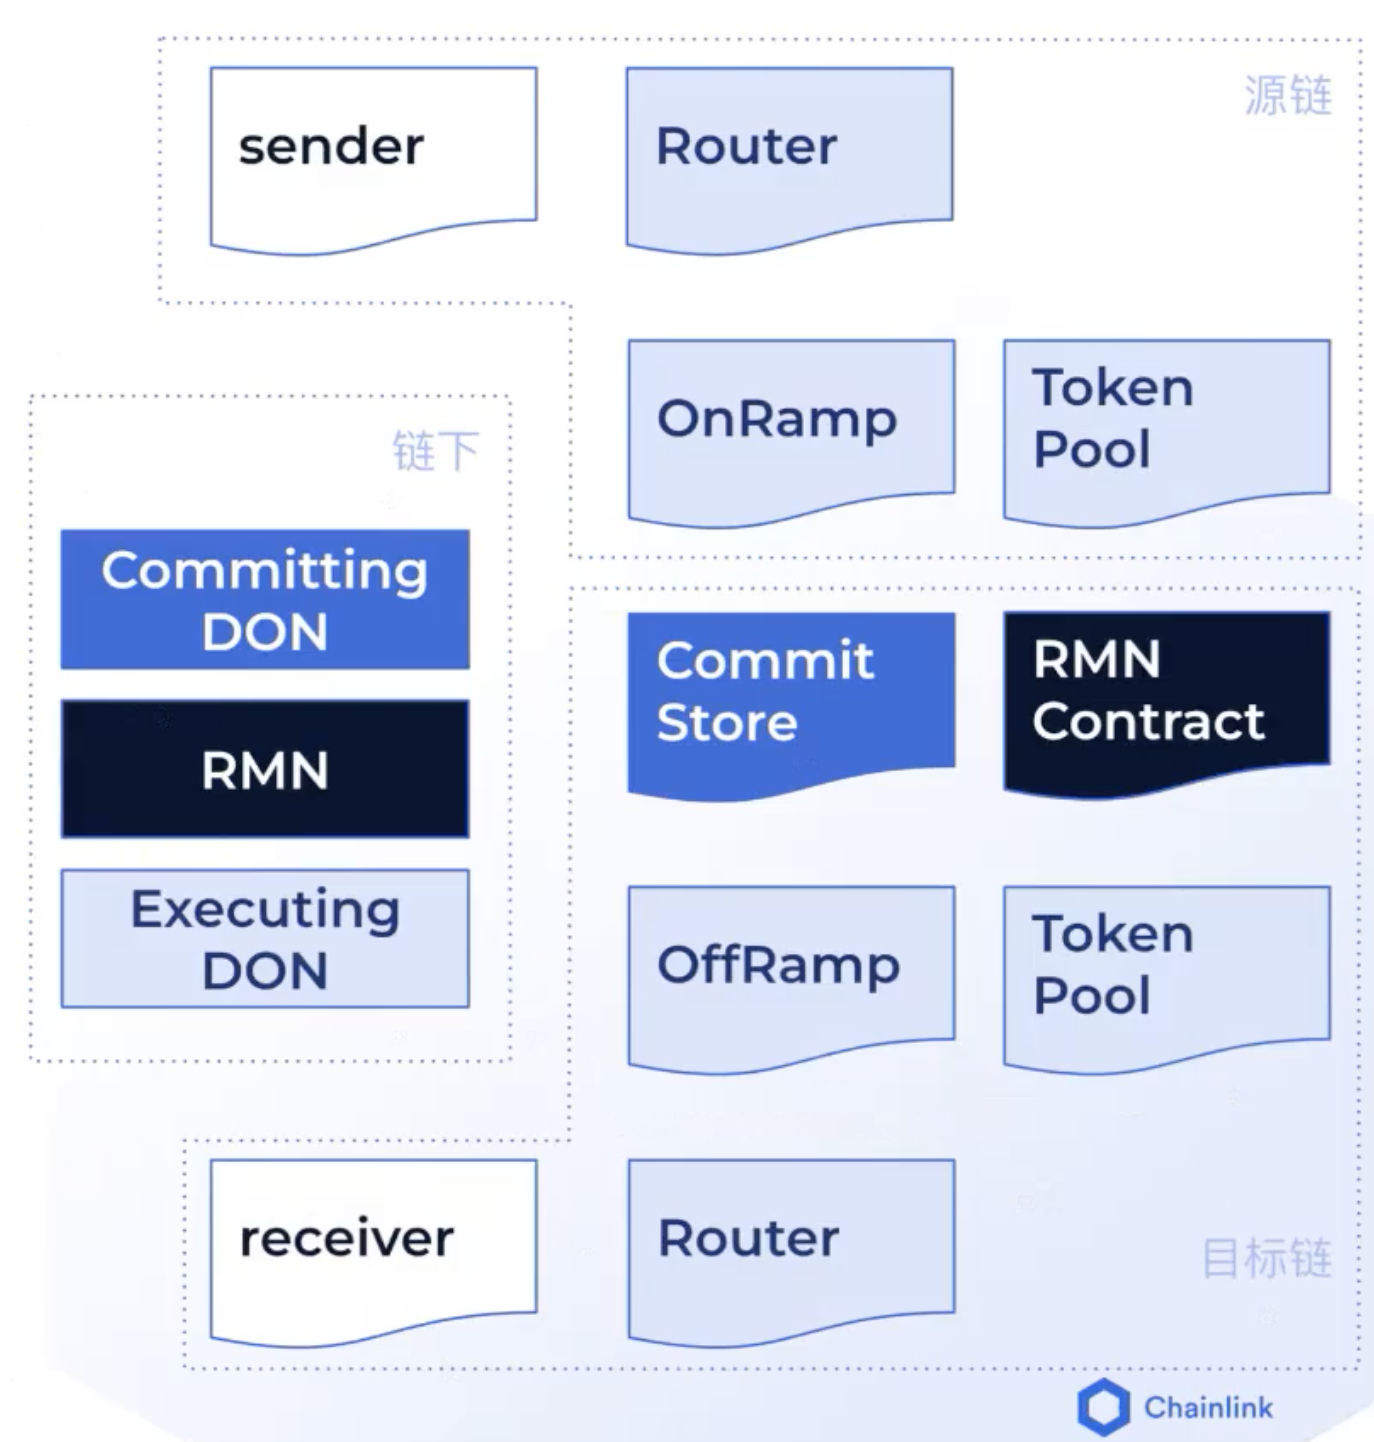 sender
Router
源链
OnRamp
Token
Pool
链下
Committing
DON
RMN
Executing
DON
Commit
Store
RMN
Contract
OffRamp
Token
Pool
receiver
Router
目标链
Chainlink